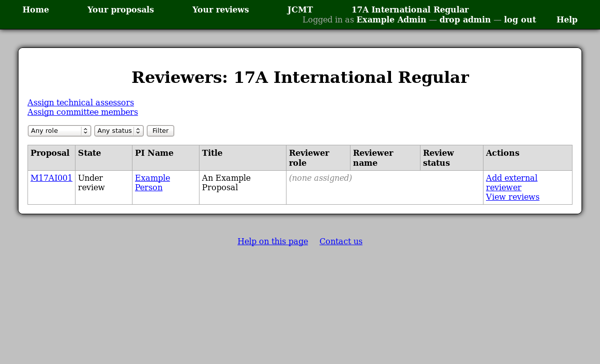 Home Your proposals Your reviews JCMT 17A International Regular
Logged in as Example Admin — drop admin — log out Help
Reviewers: 17A International Regular
Assign technical assessors
Assign committee members
Any role Any status Filter
Proposal State PI Name Title Reviewer role Reviewer name Review status Actions
M17AI001 Under review Example Person An Example Proposal (none assigned) Add external reviewer
View reviews
Help on this page Contact us